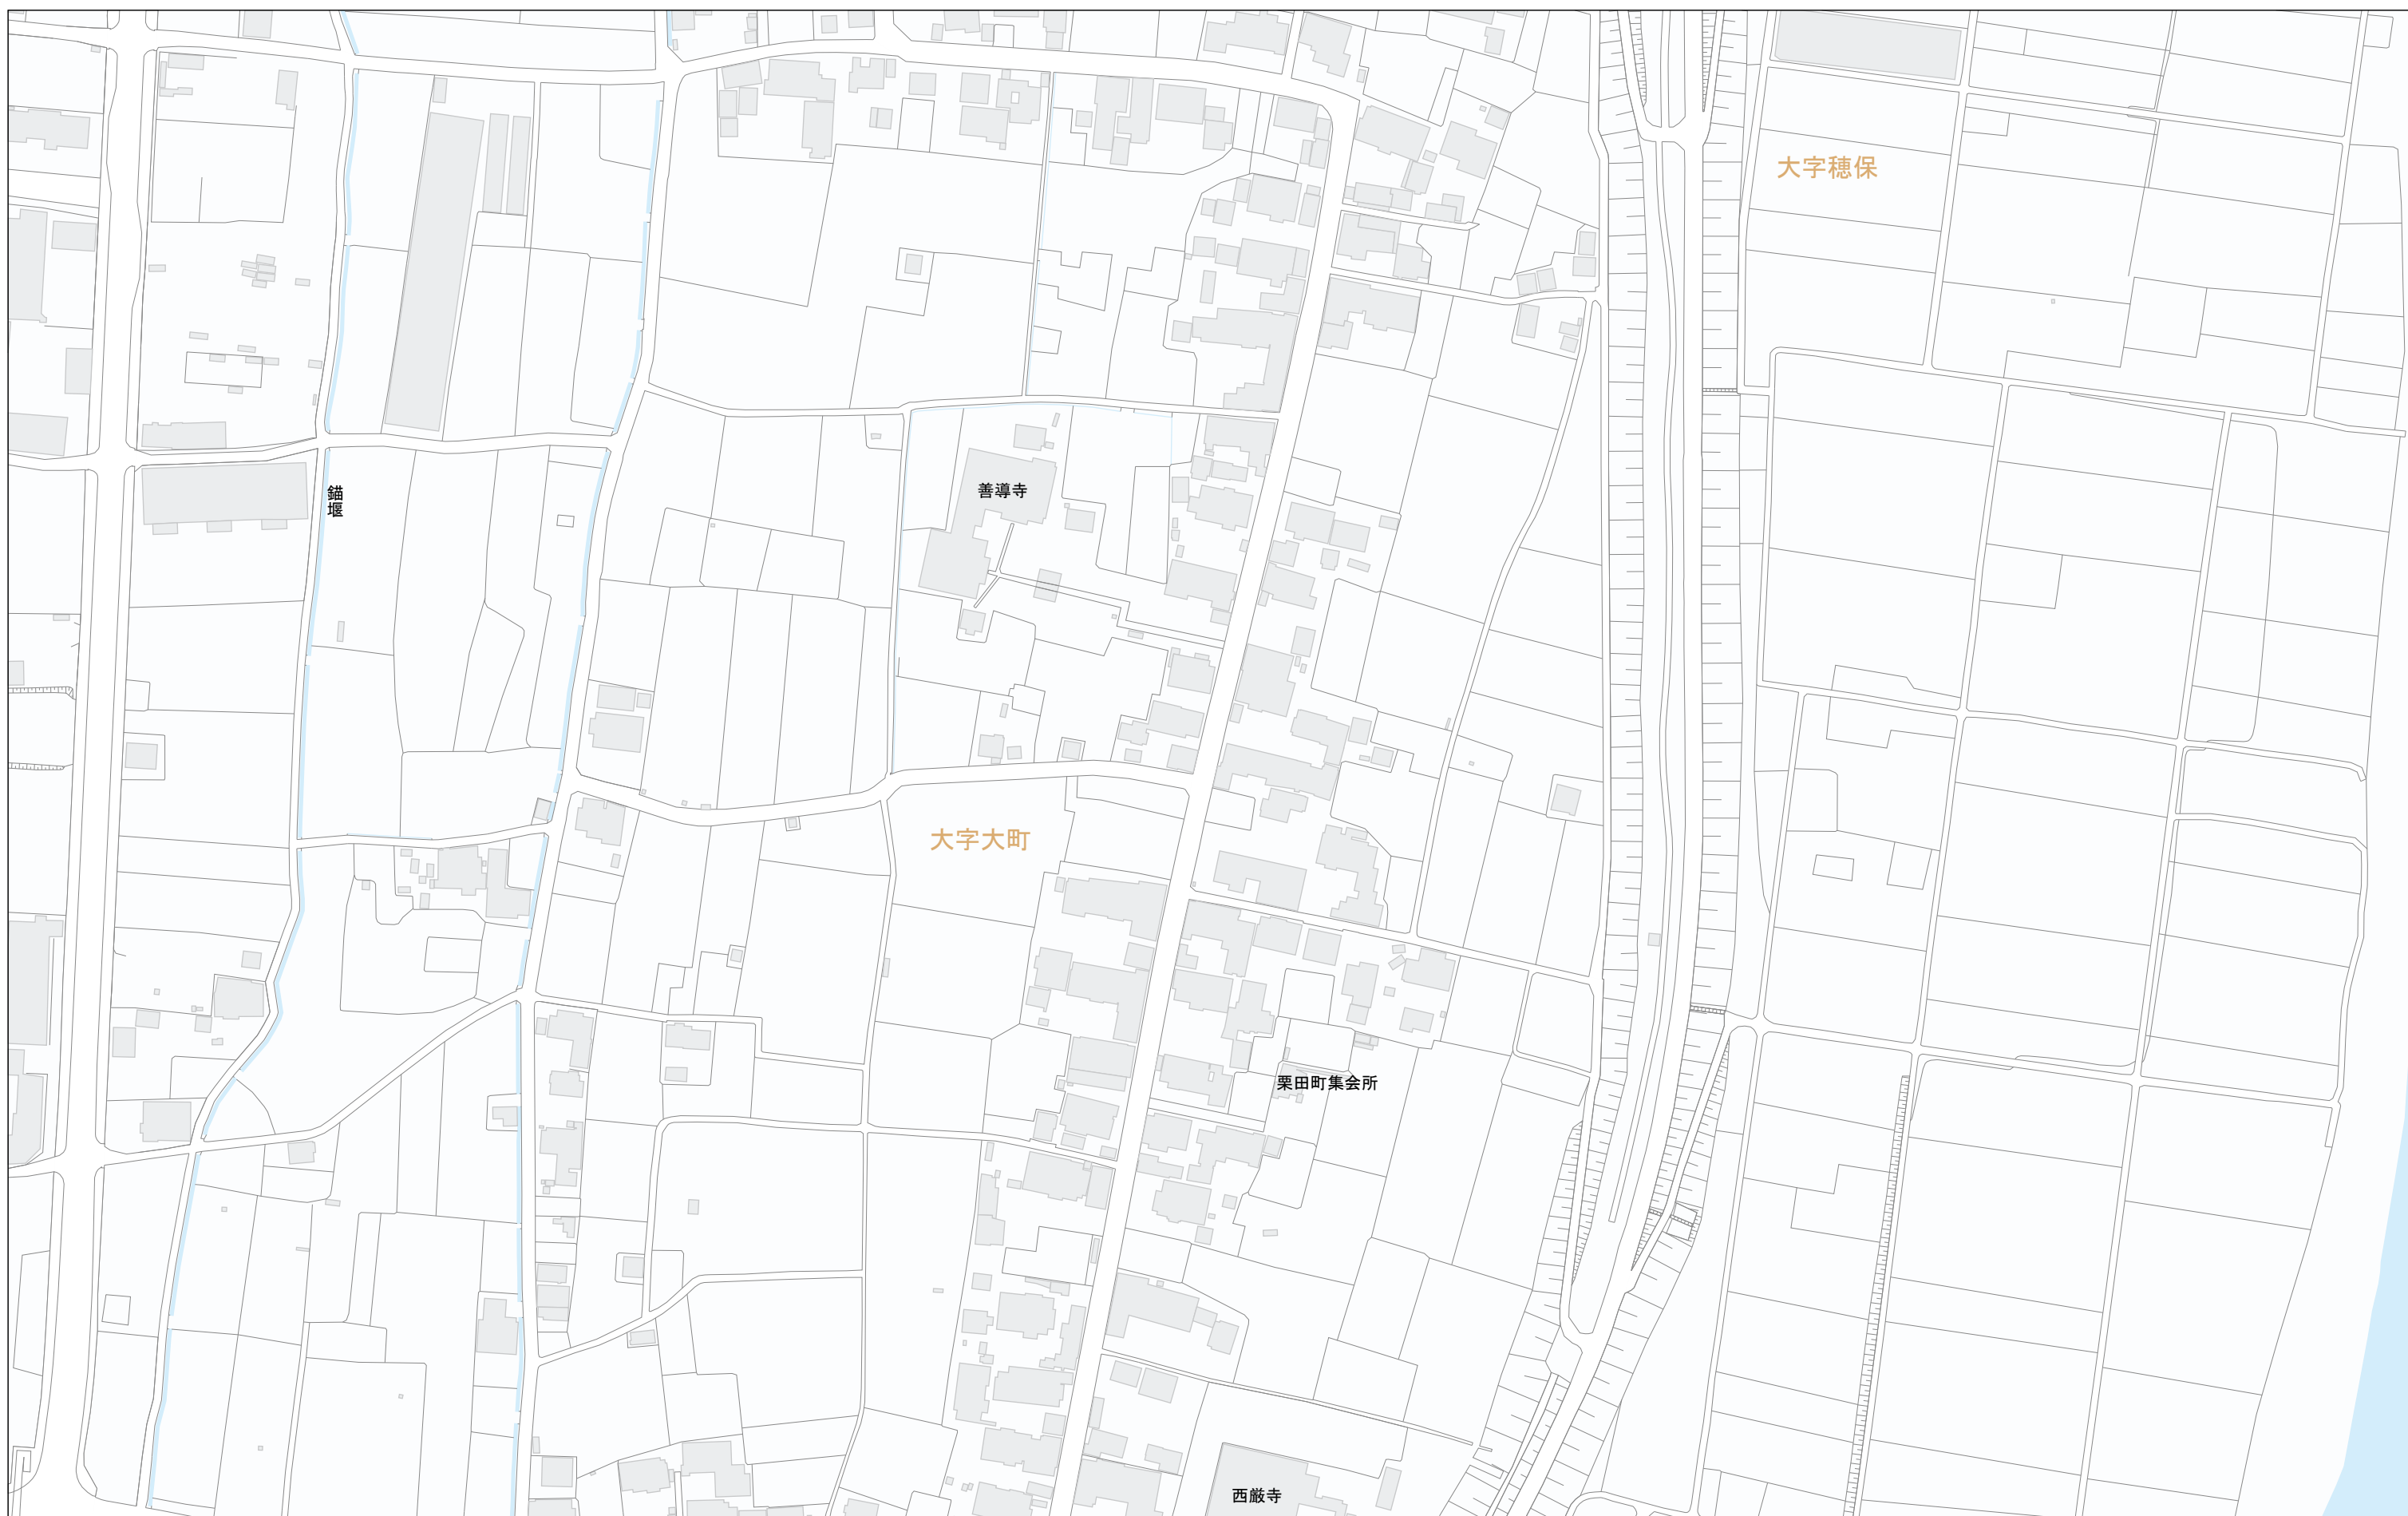 大字穂保
善導寺
錨堰
大字大町
栗田町集会所
西厳寺